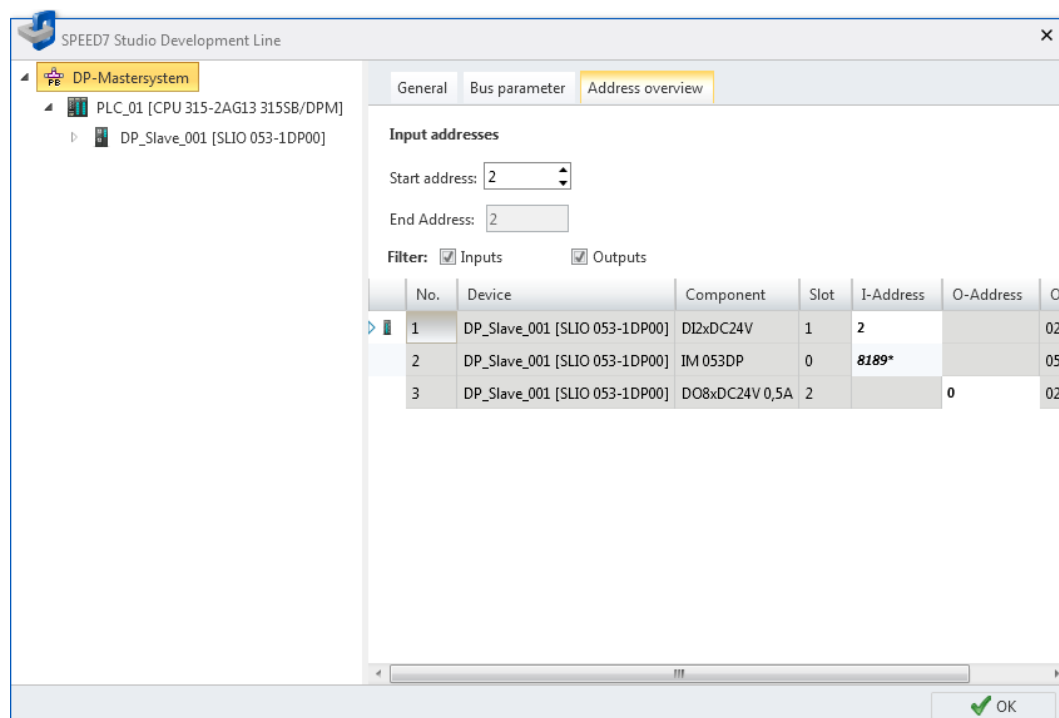 SPEED7 Studio Development Line
DP-Mastersystem
PLC_01 [CPU 315-2AG13 315SB/DPM]
DP_Slave_001 [SLIO 053-1DP00]
General Bus parameter Address overview
Input addresses
Start address: 2
End Address: 2
Filter: Inputs Outputs
No. Device Component Slot I-Address O-Address O
1 DP_Slave_001 [SLIO 053-1DP00] DI2xDC24V 1 2 02
2 DP_Slave_001 [SLIO 053-1DP00] IM 053DP 0 8189* 05
3 DP_Slave_001 [SLIO 053-1DP00] DO8xDC24V 0,5A 2 0 02
OK